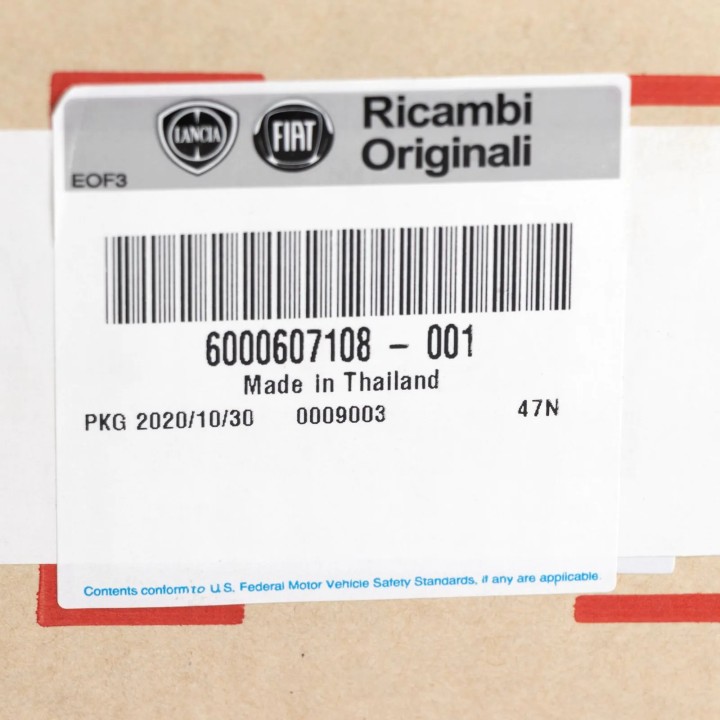 LANCIA FIAT Ricambi
Originali
EOF3
6000607108 - 001
Made in Thailand
PKG 2020/10/30 0009003 47N
Contents conform TO U.S. Federal Motor Vehicle Safety Standards, if any are applicable.